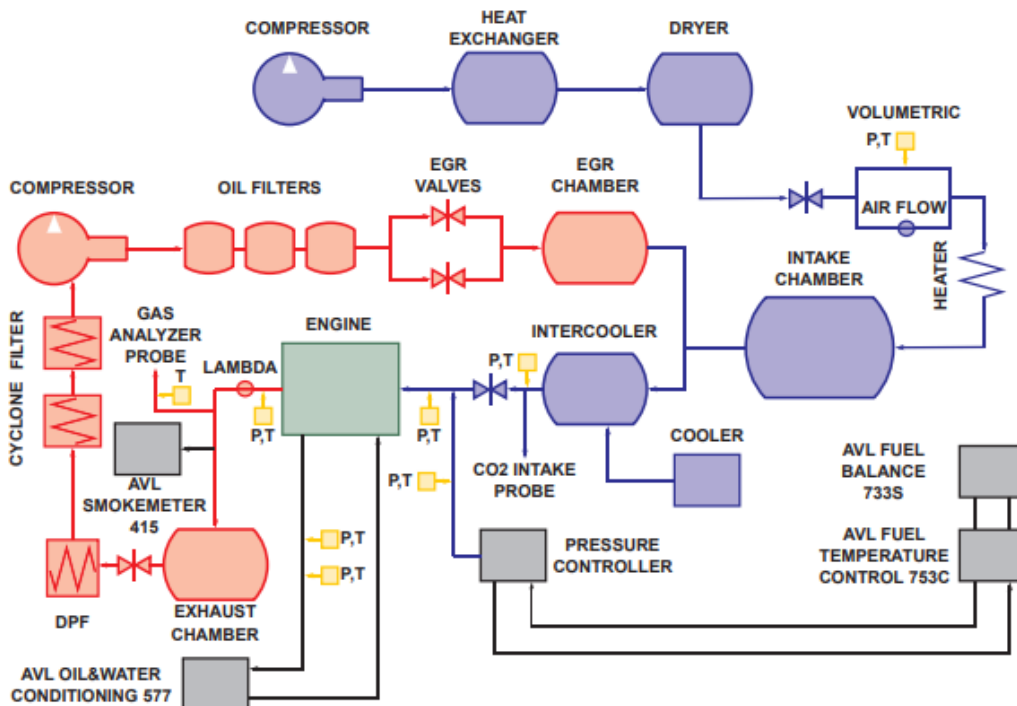 COMPRESSOR
HEAT
EXCHANGER
DRYER
VOLUMETRIC
P,T
AIR FLOW
HEATER
COMPRESSOR
OIL FILTERS
EGR
VALVES
EGR
CHAMBER
INTAKE
CHAMBER
CYCLONE FILTER
GAS
ANALYZER
PROBE
T
LAMBDA
P,T
ENGINE
P,T
P,T
INTERCOOLER
P,T
CO2 INTAKE
PROBE
COOLER
AVL
SMOKEMETER
415
P,T
P,T
PRESSURE
CONTROLLER
AVL FUEL
BALANCE
733S
AVL FUEL
TEMPERATURE
CONTROL 753C
DPF
EXHAUST
CHAMBER
AVL OIL&WATER
CONDITIONING 577